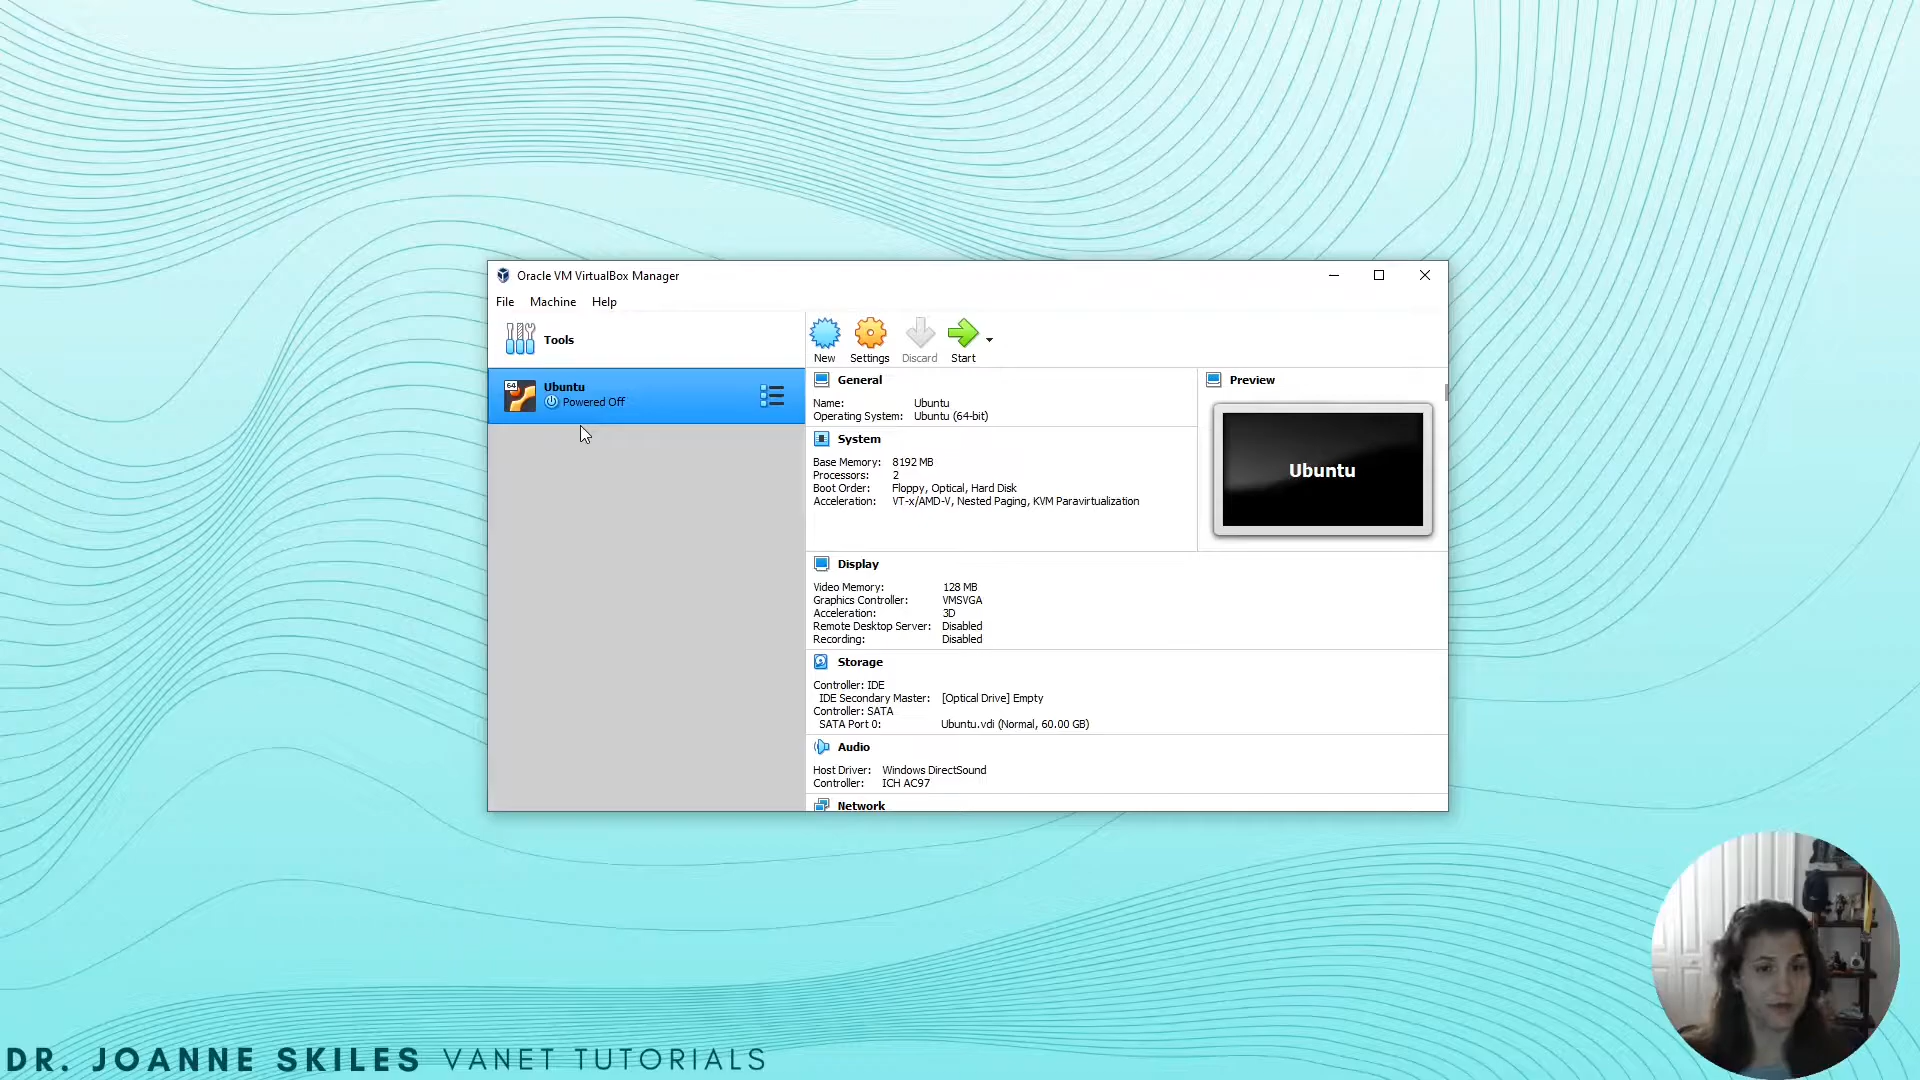 Oracle VM VirtualBox Manager
File Machine Help
Tools
New Settings Discard Start
64
Ubuntu
Powered Off
General
Name: Ubuntu
Operating System: Ubuntu (64-bit)
System
Base Memory: 8192 MB
Processors: 2
Boot Order: Floppy, Optical, Hard Disk
Acceleration: VT-x/AMD-V, Nested Paging, KVM Paravirtualization
Preview
Ubuntu
Display
Video Memory: 128 MB
Graphics Controller: VMSVGA
Acceleration: 3D
Remote Desktop Server: Disabled
Recording: Disabled
Storage
Controller: IDE
IDE Secondary Master: [Optical Drive] Empty
Controller: SATA
SATA Port 0: Ubuntu.vdi (Normal, 60.00 GB)
Audio
Host Driver: Windows DirectSound
Controller: ICH AC97
Network
DR. JOANNE SKILES VANET TUTORIALS